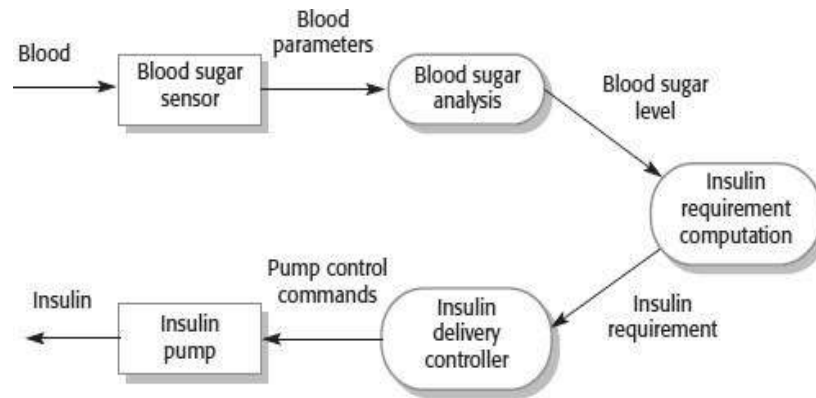 Blood
Blood sugar
sensor
Blood
parameters
Blood sugar
analysis
Blood sugar
level
Insulin
requirement
computation
Insulin
requirement
Insulin
delivery
controller
Pump control
commands
Insulin
pump
Insulin